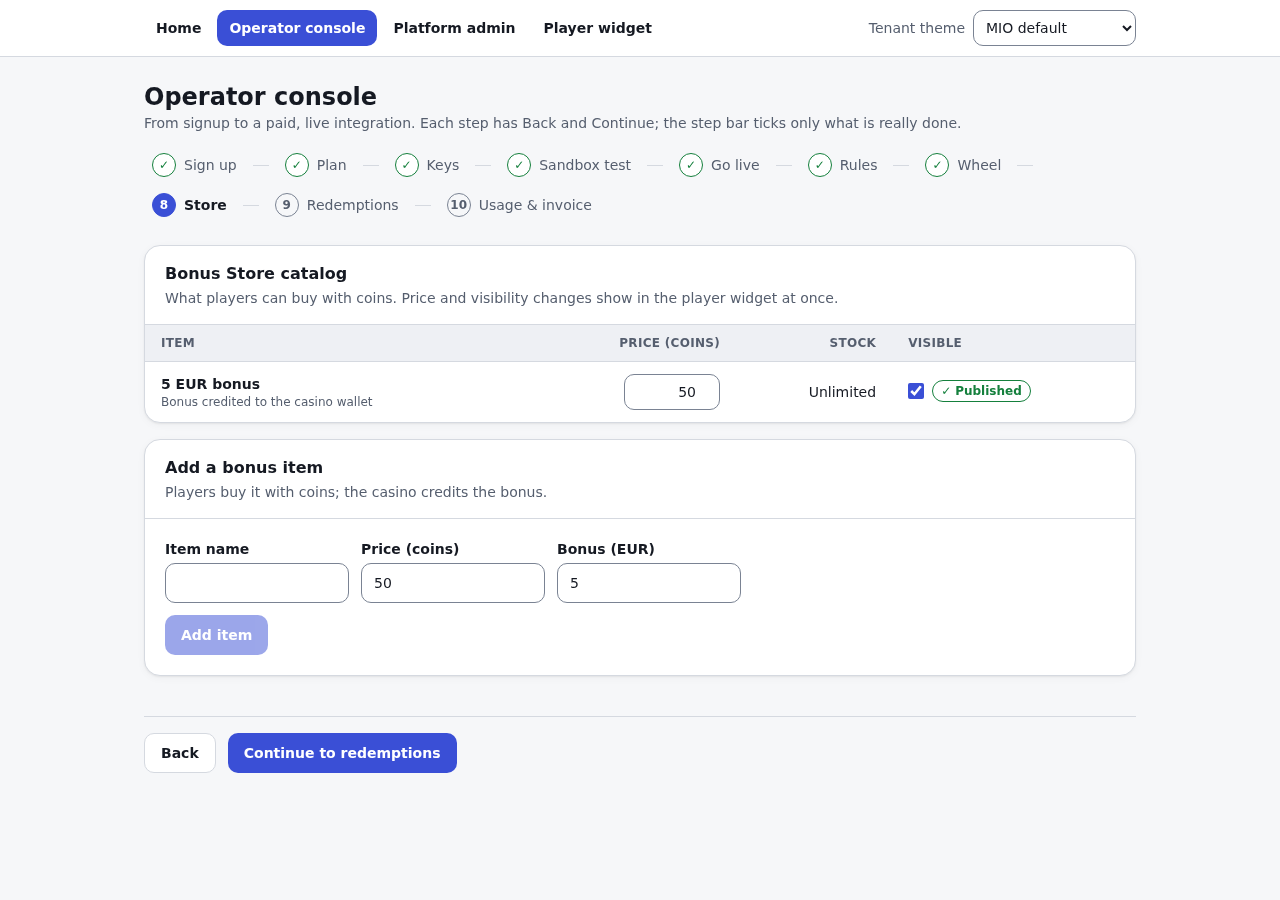 Home Operator console Platform admin Player widget Tenant theme MIO default
Operator console
From signup to a paid, live integration. Each step has Back and Continue; the step bar ticks only what is really done.
✓ Sign up ✓ Plan ✓ Keys ✓ Sandbox test ✓ Go live ✓ Rules ✓ Wheel
8 Store 9 Redemptions 10 Usage & invoice
Bonus Store catalog
What players can buy with coins. Price and visibility changes show in the player widget at once.
ITEM PRICE (COINS) STOCK VISIBLE
5 EUR bonus
Bonus credited to the casino wallet
50 Unlimited ✓ Published
Add a bonus item
Players buy it with coins; the casino credits the bonus.
Item name Price (coins) Bonus (EUR)
50 5
Add item
Back Continue to redemptions